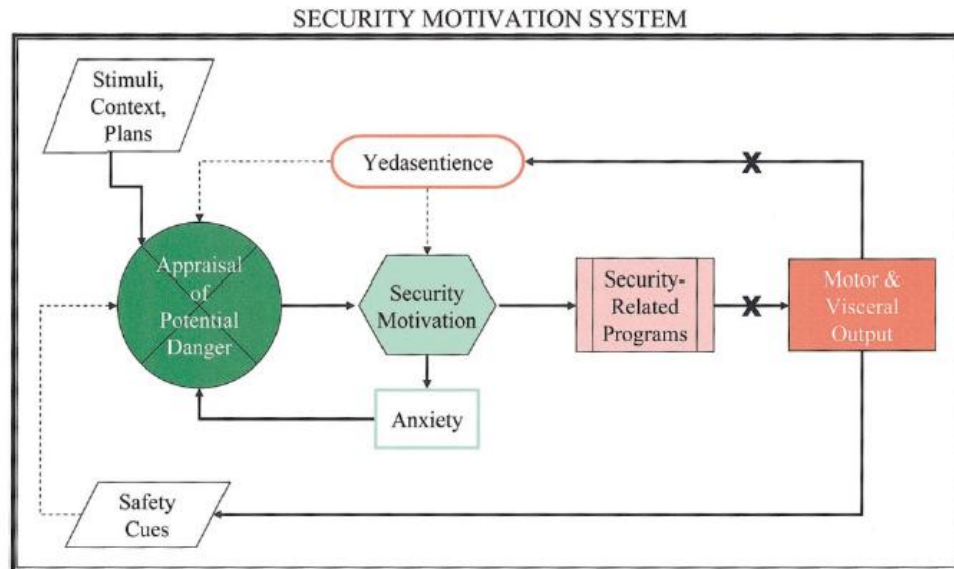 SECURITY MOTIVATION SYSTEM
Stimuli,
Context,
Plans
Yedasentience
X
Appraisal
of
Potential
Danger
Security
Motivation
Security-
Related
Programs
X
Motor &
Visceral
Output
Anxiety
Safety
Cues